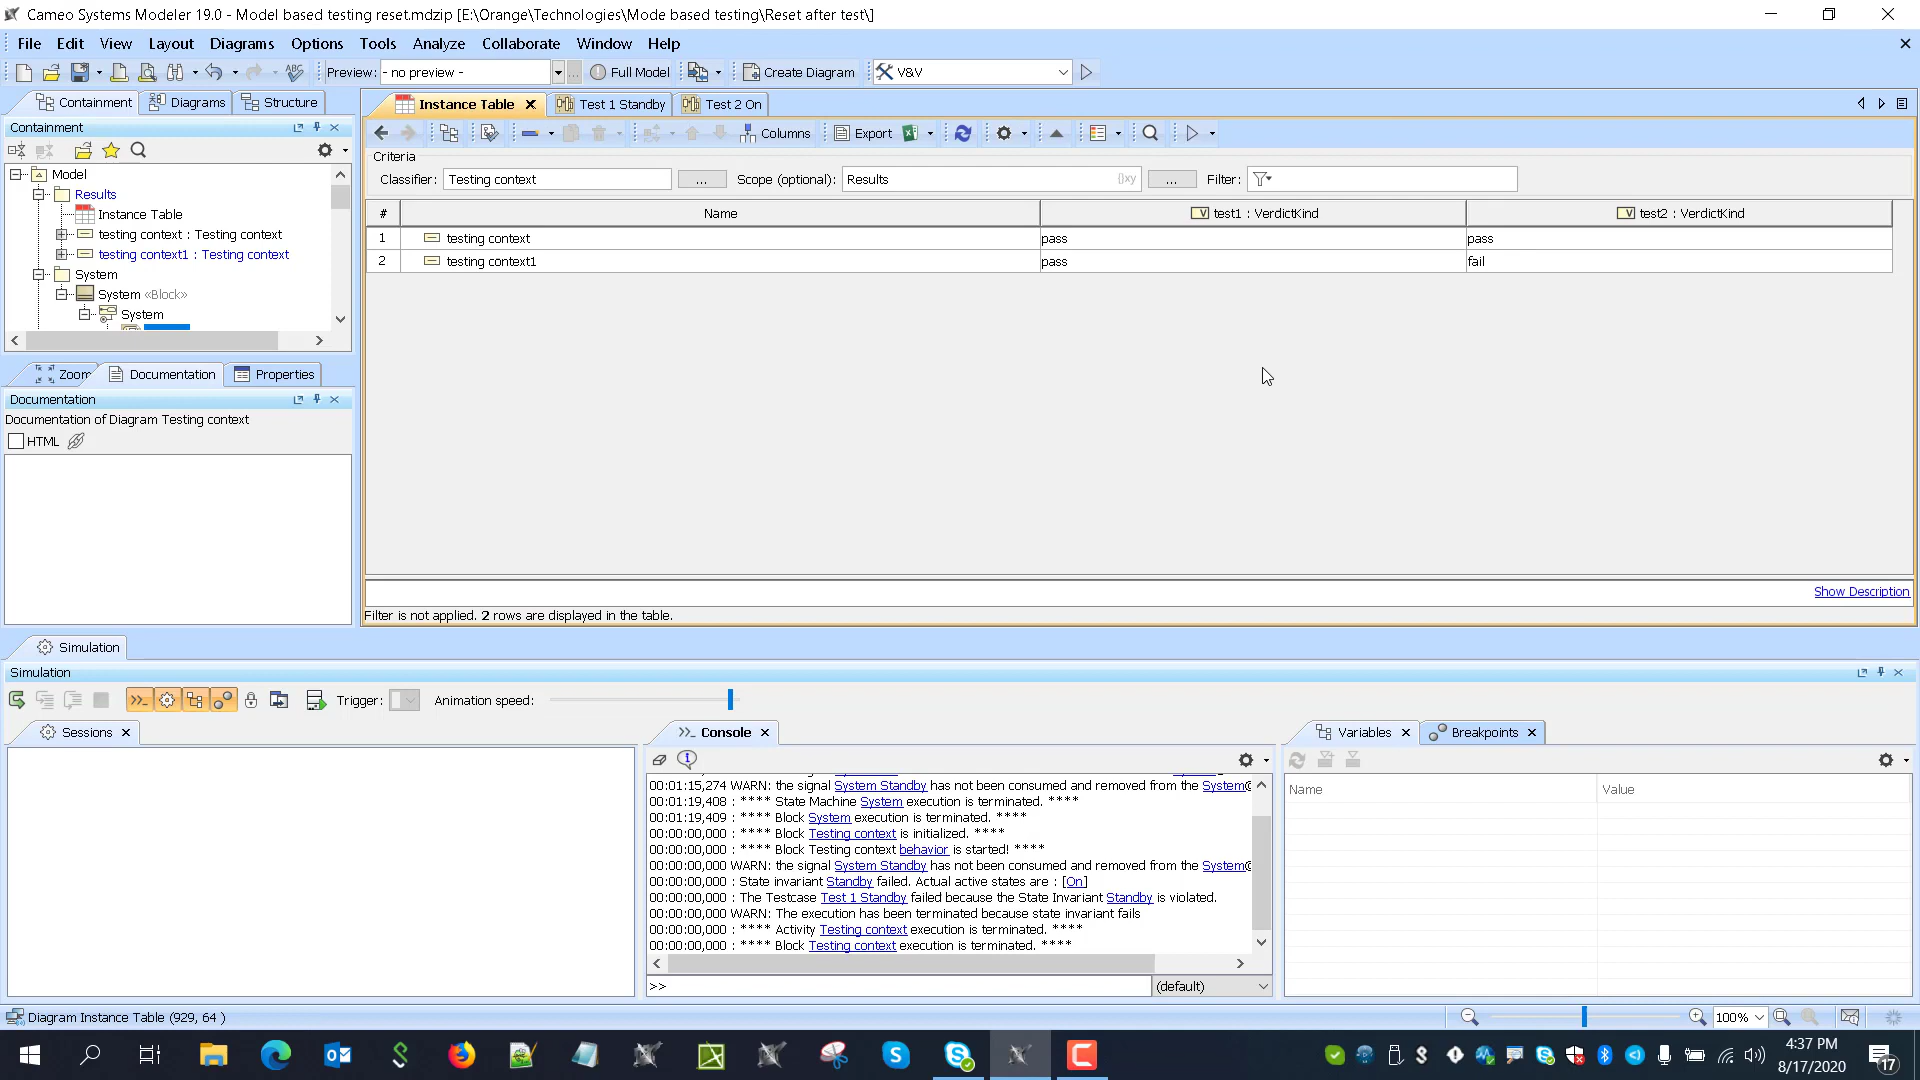 Cameo Systems Modeler 19.0 - Model based testing reset.mdzip [E:\Orange\Technologies\Mode based testing\Reset after test\]
File Edit View Layout Diagrams Options Tools Analyze Collaborate Window Help
Preview: - no preview - ... Full Model Create Diagram V&V
Containment Diagrams Structure
Instance Table Test 1 Standby Test 2 On
Containment
Columns Export
Criteria
Classifier: Testing context ... Scope (optional): Results {}xy ... Filter:
Model
Results
Instance Table
testing context : Testing context
testing context1 : Testing context
System
System «Block»
System
# Name V test1 : VerdictKind V test2 : VerdictKind
1 testing context pass pass
2 testing context1 pass fail
Zoom Documentation Properties
Documentation
Documentation of Diagram Testing context
HTML
Show Description
Filter is not applied. 2 rows are displayed in the table.
Simulation
Simulation
Trigger: Animation speed:
Sessions
Console
Variables Breakpoints
00:01:15,274 WARN: the signal System Standby has not been consumed and removed from the System@
00:01:19,408 : **** State Machine System execution is terminated. ****
00:01:19,409 : **** Block System execution is terminated. ****
00:00:00,000 : **** Block Testing context is initialized. ****
00:00:00,000 : **** Block Testing context behavior is started! ****
00:00:00,000 WARN: the signal System Standby has not been consumed and removed from the System@
00:00:00,000 : State invariant Standby failed. Actual active states are : [On]
00:00:00,000 : The Testcase Test 1 Standby failed because the State Invariant Standby is violated.
00:00:00,000 WARN: The execution has been terminated because state invariant fails
00:00:00,000 : **** Activity Testing context execution is terminated. ****
00:00:00,000 : **** Block Testing context execution is terminated. ****
>> (default)
Name Value
Diagram Instance Table (929, 64 )
100%
4:37 PM
8/17/2020
17